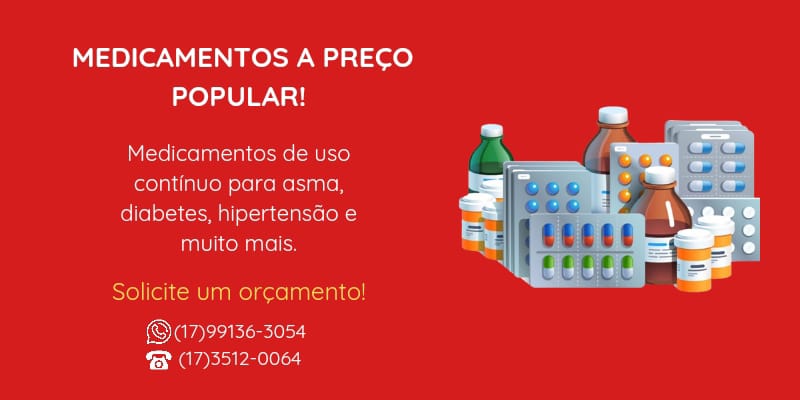 MEDICAMENTOS A PREÇO
POPULAR!
Medicamentos de uso
contínuo para asma,
diabetes, hipertensão e
muito mais.
Solicite um orçamento!
(17)99136-3054
(17)3512-0064